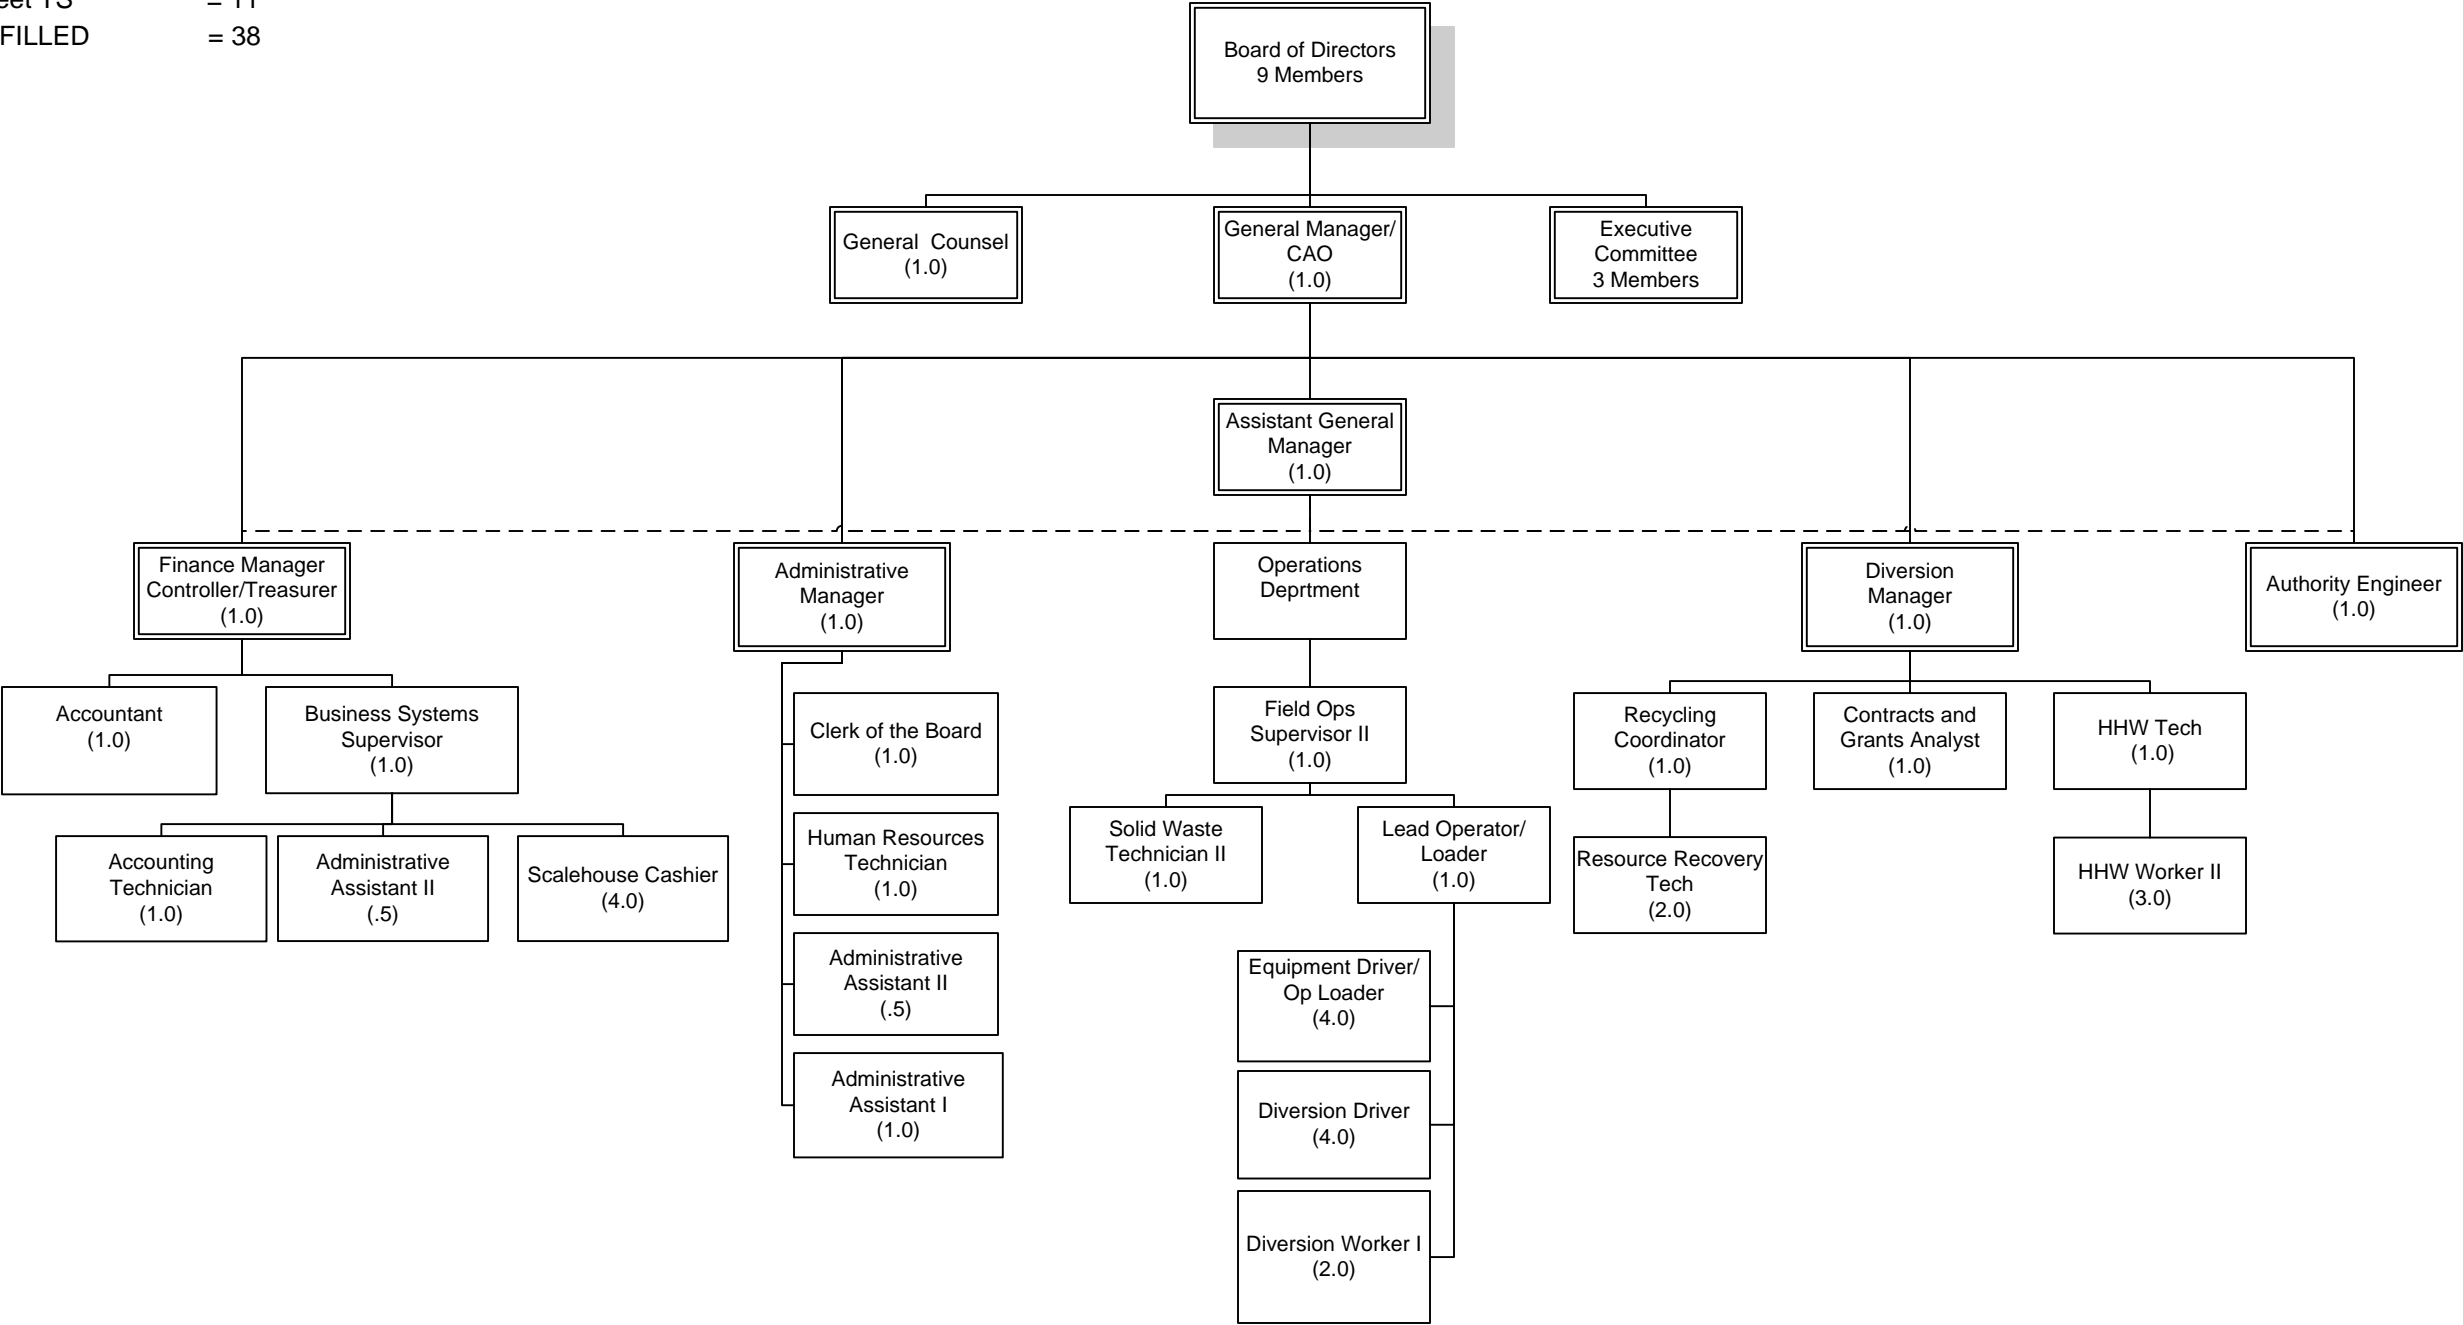 TS = 11
FILLED = 38
Board of Directors
9 Members
General Counsel
(1.0)
General Manager/
CAO
(1.0)
Executive
Committee
3 Members
Assistant General
Manager
(1.0)
Finance Manager
Controller/Treasurer
(1.0)
Administrative
Manager
(1.0)
Operations
Deprtment
Diversion
Manager
(1.0)
Authority Engineer
(1.0)
Accountant
(1.0)
Business Systems
Supervisor
(1.0)
Accounting
Technician
(1.0)
Administrative
Assistant II
(.5)
Scalehouse Cashier
(4.0)
Clerk of the Board
(1.0)
Human Resources
Technician
(1.0)
Administrative
Assistant II
(.5)
Administrative
Assistant I
(1.0)
Field Ops
Supervisor II
(1.0)
Solid Waste
Technician II
(1.0)
Lead Operator/
Loader
(1.0)
Equipment Driver/
Op Loader
(4.0)
Diversion Driver
(4.0)
Diversion Worker I
(2.0)
Recycling
Coordinator
(1.0)
Contracts and
Grants Analyst
(1.0)
HHW Tech
(1.0)
Resource Recovery
Tech
(2.0)
HHW Worker II
(3.0)